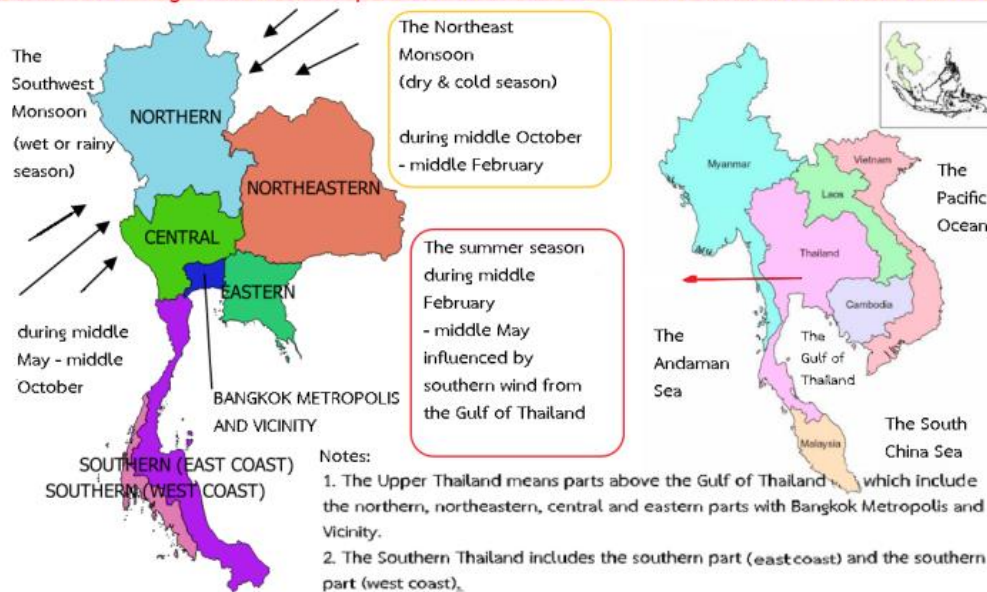 The
Southwest
Monsoon
(wet or rainy
season)
NORTHERN
NORTHEASTERN
CENTRAL
EASTERN
during middle
May - middle
October
BANGKOK METROPOLIS
AND VICINITY
SOUTHERN (EAST COAST)
SOUTHERN (WEST COAST)
The Northeast
Monsoon
(dry & cold season)
during middle October
- middle February
The summer season
during middle
February
- middle May
influenced by
southern wind from
the Gulf of Thailand
Myanmar
Laos
Vietnam
Thailand
Cambodia
Malaysia
The
Pacific
Ocean
The
Andaman
Sea
The
Gulf of
Thailand
The South
China Sea
Notes:
1. The Upper Thailand means parts above the Gulf of Thailand which include
the northern, northeastern, central and eastern parts with Bangkok Metropolis and
Vicinity.
2. The Southern Thailand includes the southern part (east coast) and the southern
part (west coast).